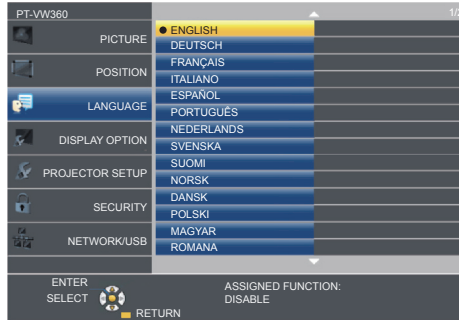 PT-VW360
1/2
PICTURE
POSITION
LANGUAGE
DISPLAY OPTION
PROJECTOR SETUP
SECURITY
NETWORK/USB
ENGLISH
DEUTSCH
FRANÇAIS
ITALIANO
ESPAÑOL
PORTUGUÊS
NEDERLANDS
SVENSKA
SUOMI
NORSK
DANSK
POLSKI
MAGYAR
ROMANA
ENTER
SELECT
RETURN
ASSIGNED FUNCTION:
DISABLE